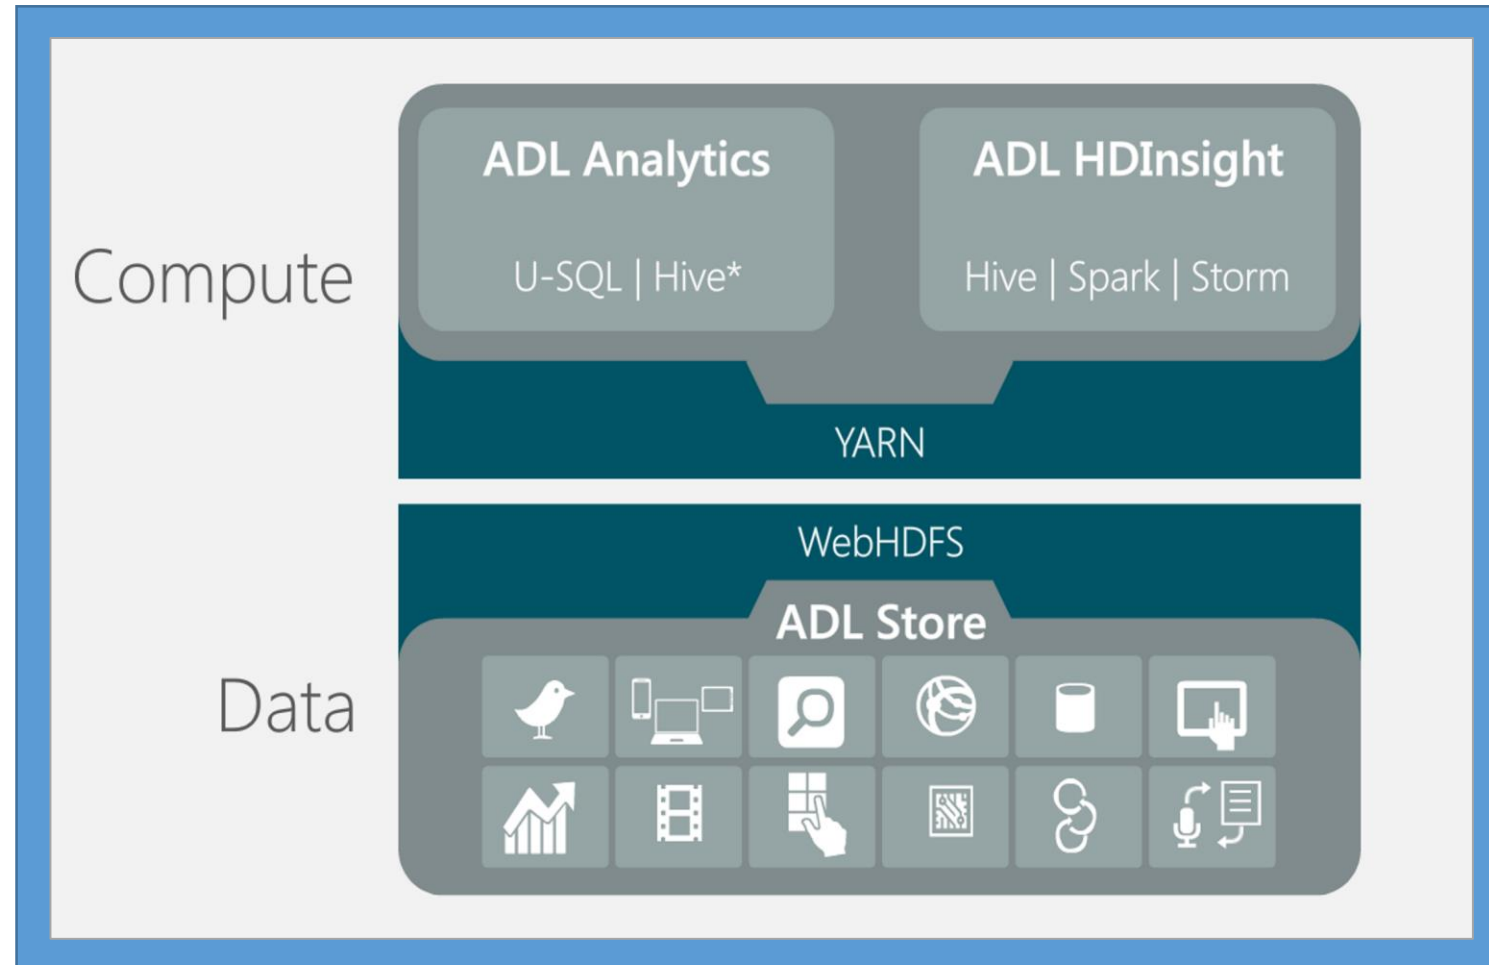 ADL Analytics
U-SQL | Hive*
ADL HDInsight
Hive | Spark | Storm
Compute
YARN
WebHDFS
ADL Store
Data